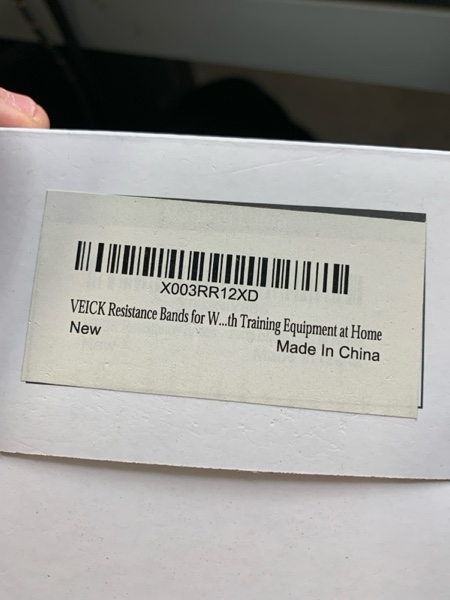 X003RR12XD
VEICK Resistance Bands for W...th Training Equipment at Home
New
Made In China